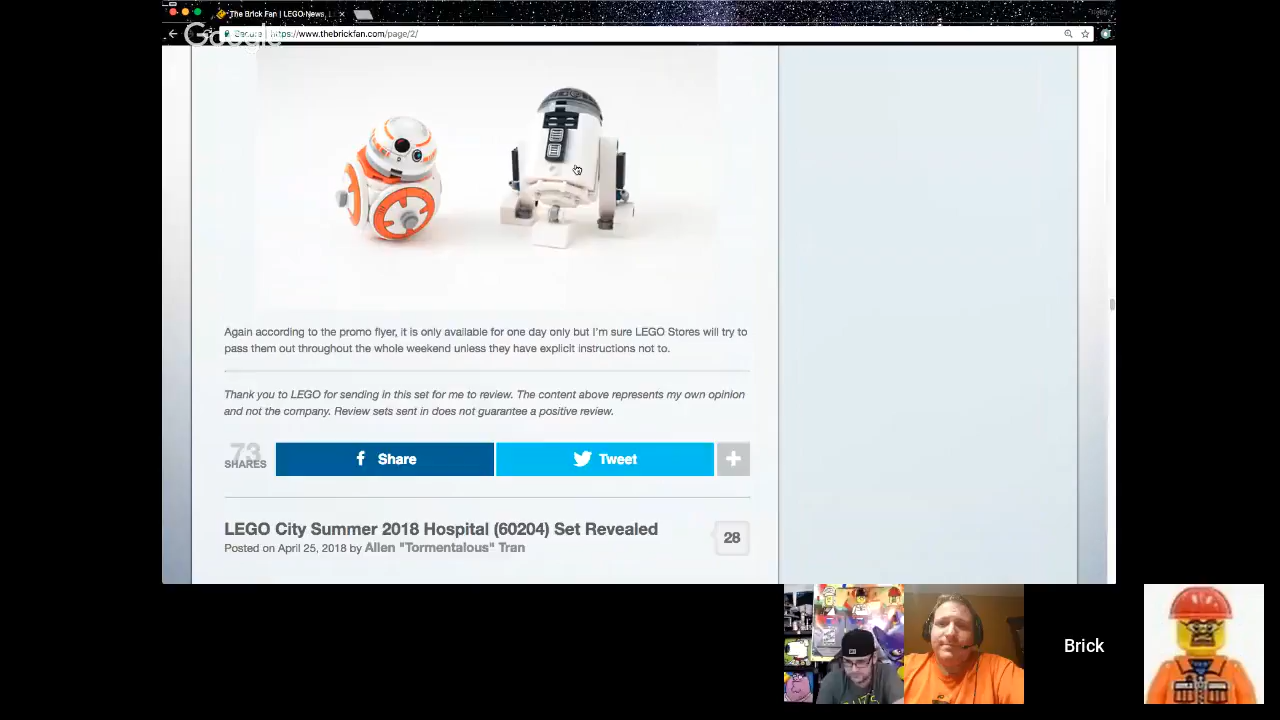 The Brick Fan | LEGO News,
Google
Secure | https://www.thebrickfan.com/page/2/
Again according to the promo flyer, it is only available for one day only but I'm sure LEGO Stores will try to
pass them out throughout the whole weekend unless they have explicit instructions not to.
Thank you to LEGO for sending in this set for me to review. The content above represents my own opinion
and not the company. Review sets sent in does not guarantee a positive review.
73
SHARES
Share
Tweet
LEGO City Summer 2018 Hospital (60204) Set Revealed
28
Posted on April 25, 2018 by Allen "Tormentalous" Tran
Brick